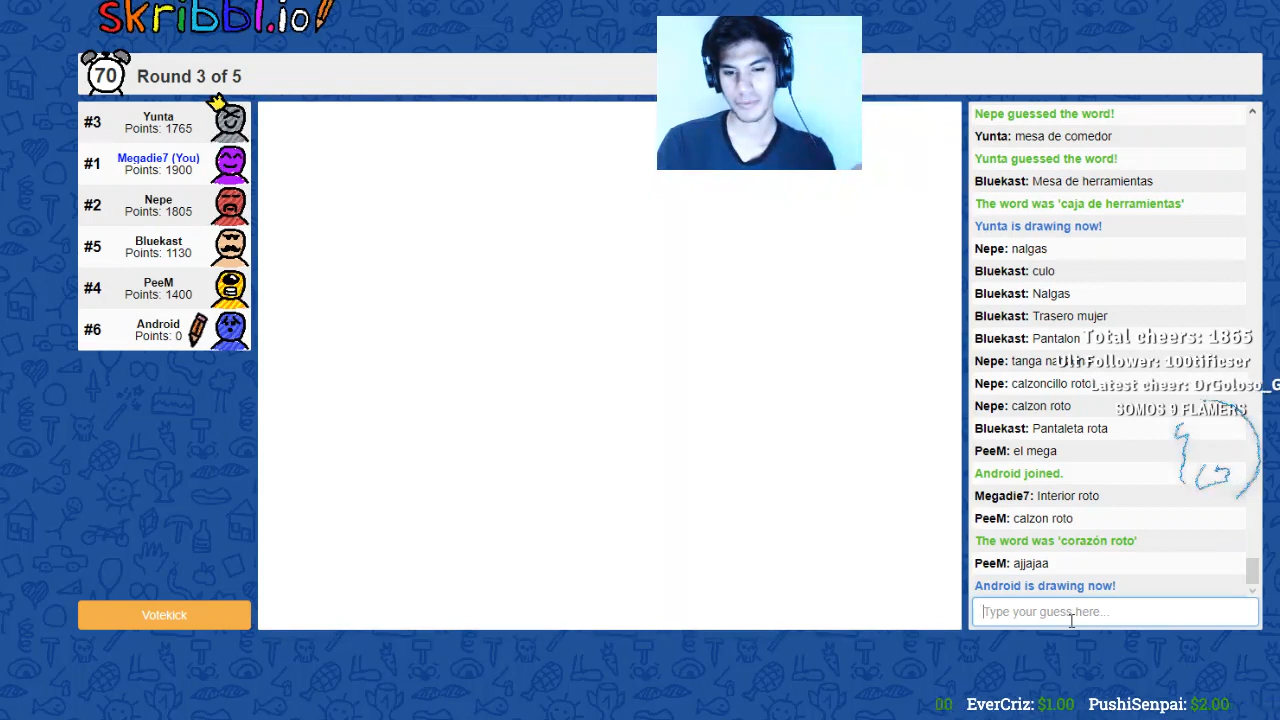 skribbl.io
70 Round 3 of 5
#3 Yunta
Points: 1765
#1 Megadie7 (You)
Points: 1900
#2 Nepe
Points: 1805
#5 Bluekast
Points: 1130
#4 PeeM
Points: 1400
#6 Android
Points: 0
Votekick
Nepe guessed the word!
Yunta: mesa de comedor
Yunta guessed the word!
Bluekast: Mesa de herramientas
The word was 'caja de herramientas'
Yunta is drawing now!
Nepe: nalgas
Bluekast: culo
Bluekast: Nalgas
Bluekast: Trasero mujer
Bluekast: Pantalon
Total cheers: 1865
Nepe: tanga
Ult Follower: 100tificscr
Nepe: calzoncillo roto
Latest cheer: DrGoloso_G
Nepe: calzon roto
SOMOS 9 FLAMERS
Bluekast: Pantaleta rota
PeeM: el mega
Android joined.
Megadie7: Interior roto
PeeM: calzon roto
The word was 'corazón roto'
PeeM: ajjajaa
Android is drawing now!
Type your guess here...
00 EverCriz: $1.00 PushiSenpai: $2.00